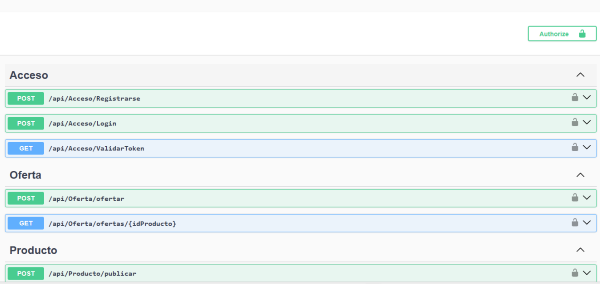 Authorize
Acceso
POST /api/Acceso/Registrarse
POST /api/Acceso/Login
GET /api/Acceso/ValidarToken
Oferta
POST /api/Oferta/ofertar
GET /api/Oferta/ofertas/{idProducto}
Producto
POST /api/Producto/publicar